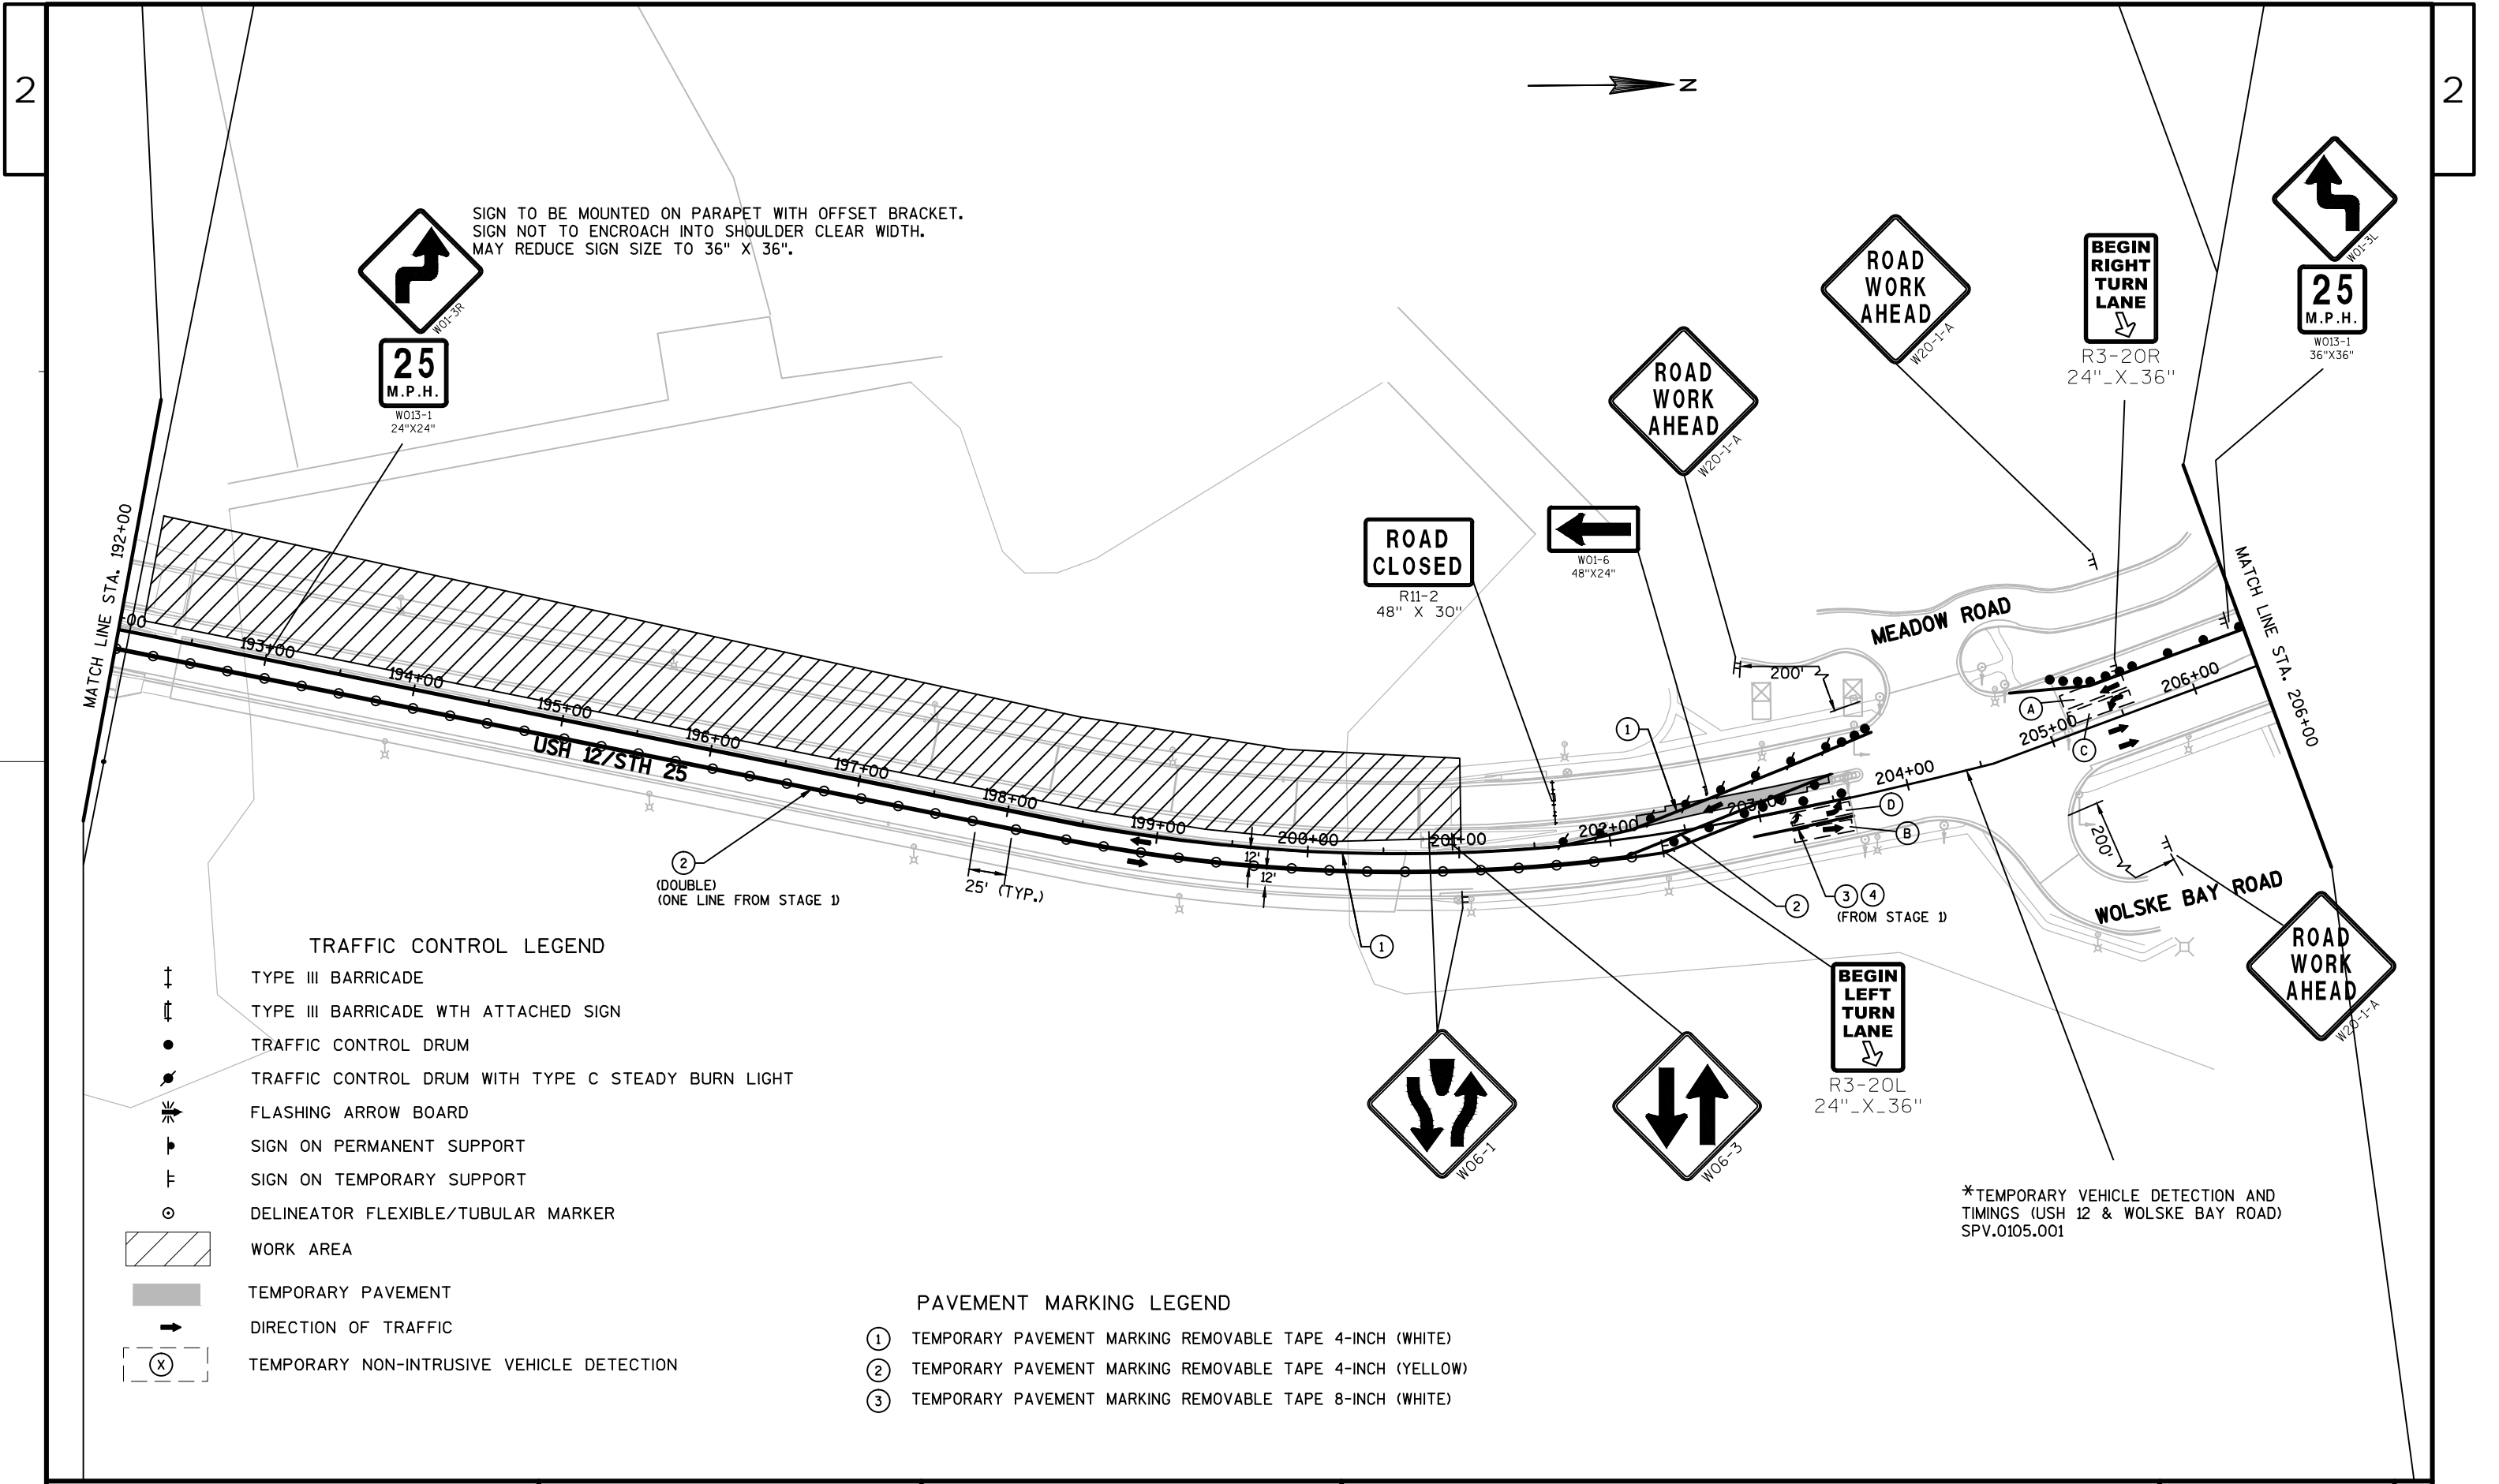 2
2
N
SIGN TO BE MOUNTED ON PARAPET WITH OFFSET BRACKET.
SIGN NOT TO ENCROACH INTO SHOULDER CLEAR WIDTH.
MAY REDUCE SIGN SIZE TO 36" X 36".
W01-3R
25
M.P.H.
W013-1
24"X24"
ROAD
WORK
AHEAD
W20-1-A
ROAD
WORK
AHEAD
W20-1-A
BEGIN
RIGHT
TURN
LANE
R3-20R
24"_X_36"
W01-3L
25
M.P.H.
W013-1
36"X36"
ROAD
CLOSED
R11-2
48" X 30"
W01-6
48"X24"
MATCH LINE STA. 192+00
MATCH LINE STA. 206+00
MEADOW ROAD
WOLSKE BAY ROAD
USH 12/STH 25
+00
193+00
194+00
195+00
196+00
197+00
198+00
199+00
200+00
201+00
202+00
203+00
204+00
205+00
206+00
200'
200'
12'
12'
25' (TYP.)
A
C
D
B
1
1
2
2
(DOUBLE)
(ONE LINE FROM STAGE 1)
3 4
(FROM STAGE 1)
BEGIN
LEFT
TURN
LANE
R3-20L
24"_X_36"
ROAD
WORK
AHEAD
W20-1-A
W06-1
W06-3
*TEMPORARY VEHICLE DETECTION AND
TIMINGS (USH 12 & WOLSKE BAY ROAD)
SPV.0105.001
TRAFFIC CONTROL LEGEND
TYPE III BARRICADE
TYPE III BARRICADE WTH ATTACHED SIGN
TRAFFIC CONTROL DRUM
TRAFFIC CONTROL DRUM WITH TYPE C STEADY BURN LIGHT
FLASHING ARROW BOARD
SIGN ON PERMANENT SUPPORT
SIGN ON TEMPORARY SUPPORT
DELINEATOR FLEXIBLE/TUBULAR MARKER
WORK AREA
TEMPORARY PAVEMENT
DIRECTION OF TRAFFIC
X TEMPORARY NON-INTRUSIVE VEHICLE DETECTION
PAVEMENT MARKING LEGEND
1 TEMPORARY PAVEMENT MARKING REMOVABLE TAPE 4-INCH (WHITE)
2 TEMPORARY PAVEMENT MARKING REMOVABLE TAPE 4-INCH (YELLOW)
3 TEMPORARY PAVEMENT MARKING REMOVABLE TAPE 8-INCH (WHITE)